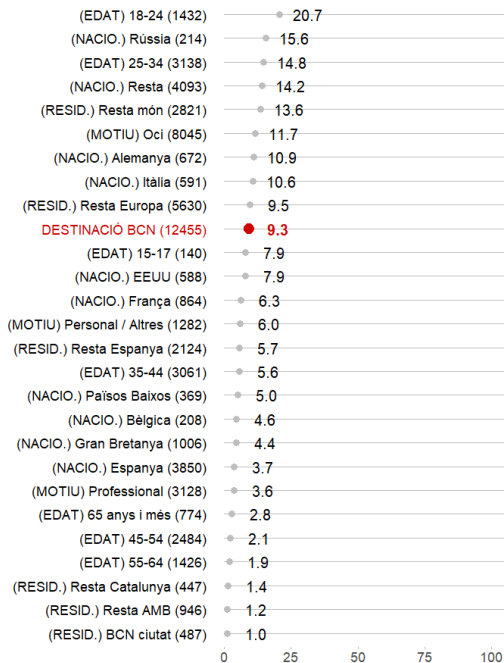 (EDAT) 18-24 (1432) 20.7
(NACIO.) Rússia (214) 15.6
(EDAT) 25-34 (3138) 14.8
(NACIO.) Resta (4093) 14.2
(RESID.) Resta món (2821) 13.6
(MOTIU) Oci (8045) 11.7
(NACIO.) Alemanya (672) 10.9
(NACIO.) Itàlia (591) 10.6
(RESID.) Resta Europa (5630) 9.5
DESTINACIÓ BCN (12455) 9.3
(EDAT) 15-17 (140) 7.9
(NACIO.) EEUU (588) 7.9
(NACIO.) França (864) 6.3
(MOTIU) Personal / Altres (1282) 6.0
(RESID.) Resta Espanya (2124) 5.7
(EDAT) 35-44 (3061) 5.6
(NACIO.) Països Baixos (369) 5.0
(NACIO.) Bèlgica (208) 4.6
(NACIO.) Gran Bretanya (1006) 4.4
(NACIO.) Espanya (3850) 3.7
(MOTIU) Professional (3128) 3.6
(EDAT) 65 anys i més (774) 2.8
(EDAT) 45-54 (2484) 2.1
(EDAT) 55-64 (1426) 1.9
(RESID.) Resta Catalunya (447) 1.4
(RESID.) Resta AMB (946) 1.2
(RESID.) BCN ciutat (487) 1.0
0 25 50 75 100